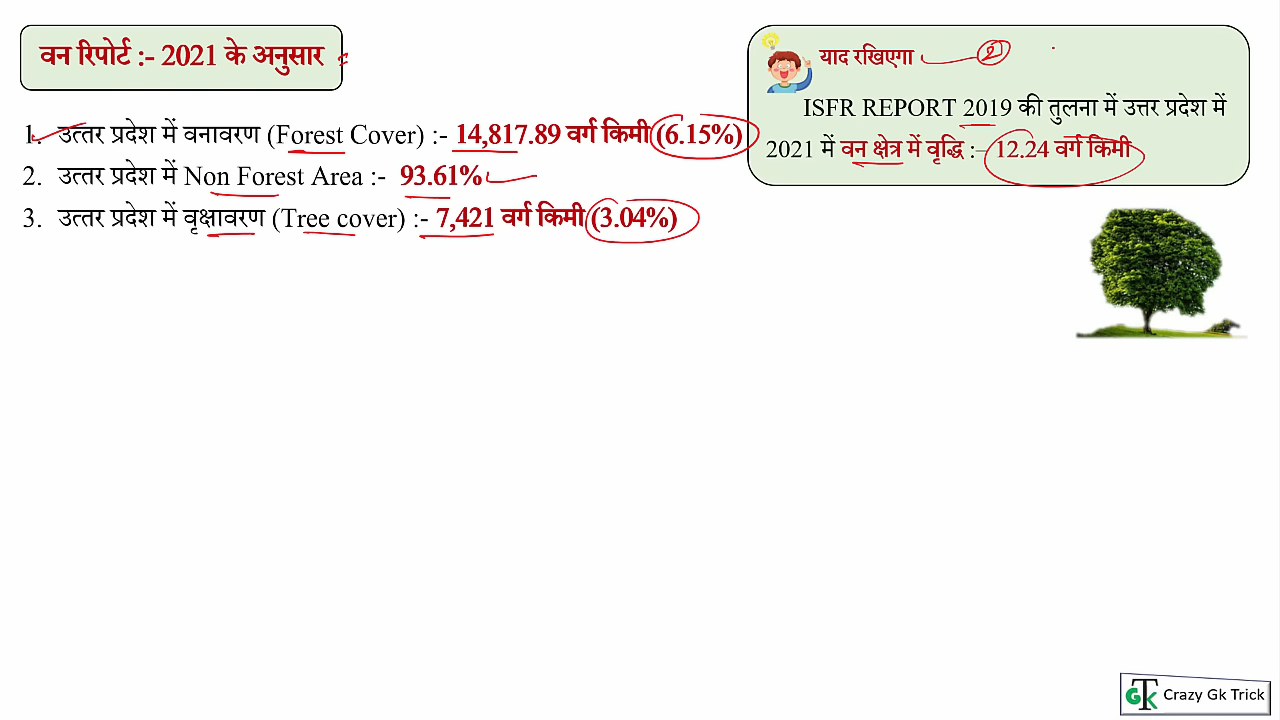 वन रिपोर्ट :- 2021 के अनुसार :
1. उत्तर प्रदेश में वनावरण (Forest Cover) :- 14,817.89 वर्ग किमी (6.15%)
2. उत्तर प्रदेश में Non Forest Area :- 93.61%
3. उत्तर प्रदेश में वृक्षावरण (Tree cover) :- 7,421 वर्ग किमी (3.04%)
याद रखिएगा
ISFR REPORT 2019 की तुलना में उत्तर प्रदेश में
2021 में वन क्षेत्र में वृद्धि :– 12.24 वर्ग किमी
GTK Crazy Gk Trick